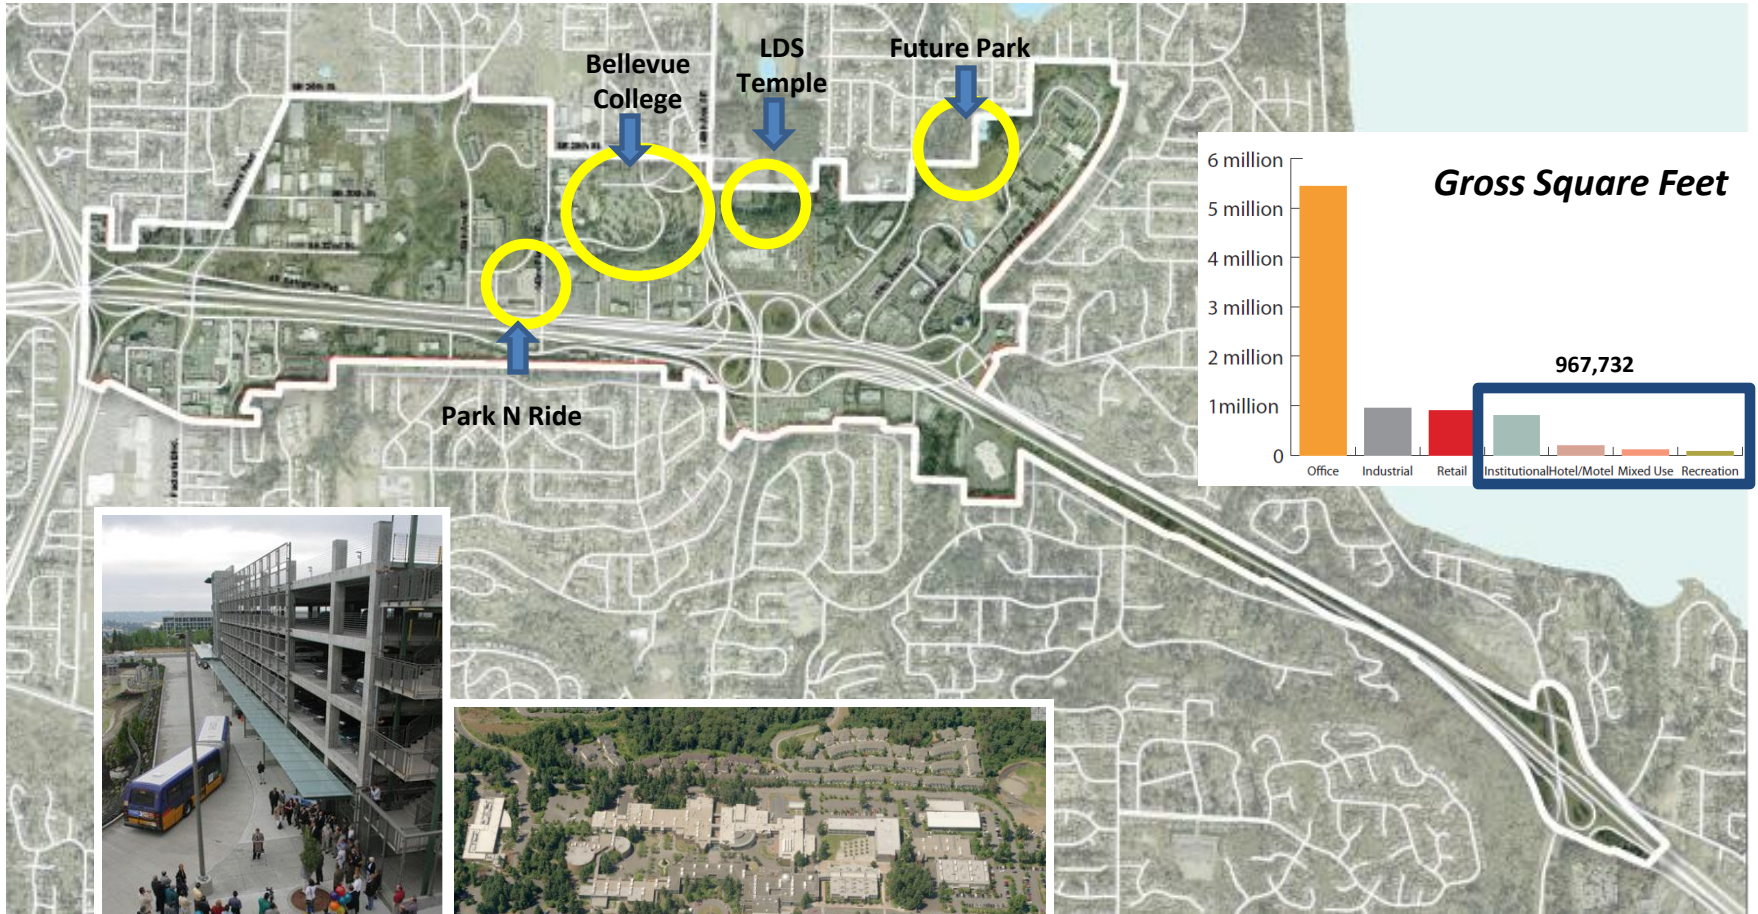 Bellevue
College
LDS
Temple
Future Park
Park N Ride
Gross Square Feet
6 million
5 million
4 million
3 million
2 million
1million
0
967,732
Office
Industrial
Retail
Institutional
Hotel/Motel
Mixed Use
Recreation